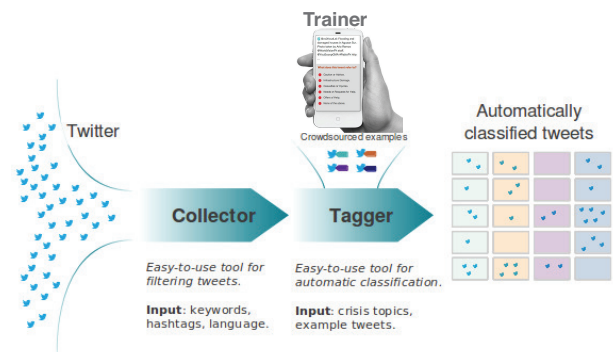 Trainer
Crowdsourced examples
Twitter
Automatically
classified tweets
Collector
Tagger
Easy-to-use tool for
filtering tweets.
Input: keywords,
hashtags, language.
Easy-to-use tool for
automatic classification.
Input: crisis topics,
example tweets.